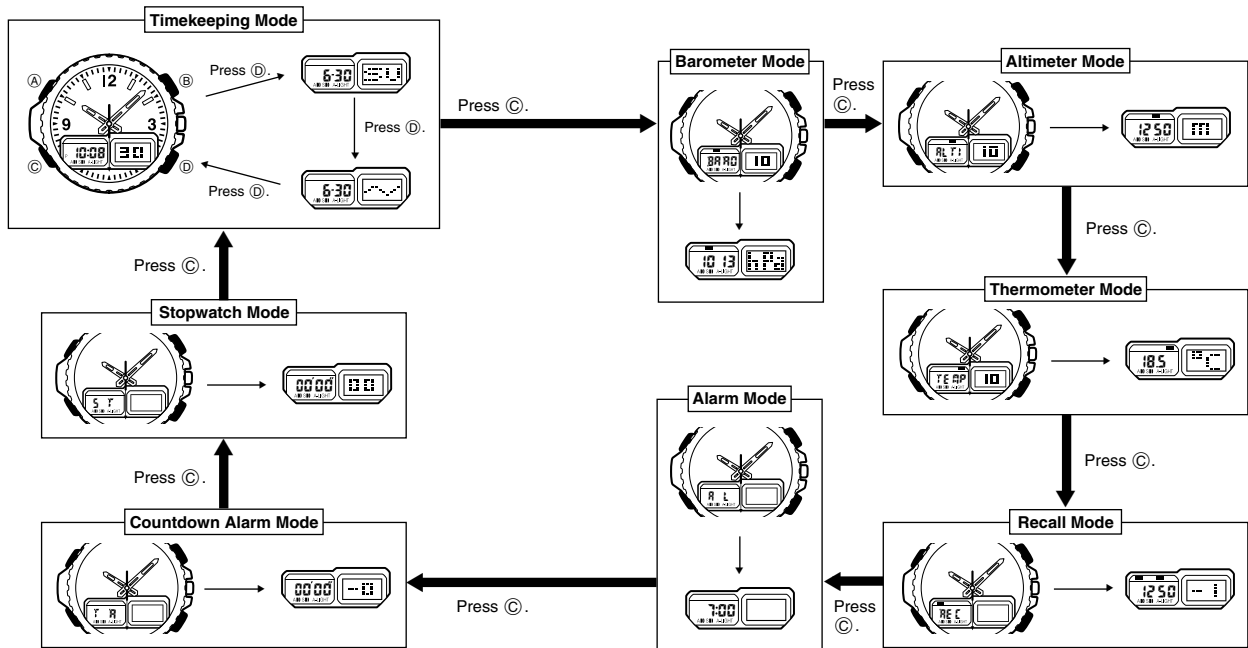 Timekeeping Mode
Ⓐ
Ⓑ
Ⓒ
Ⓓ
12
9
3
10:08
30
Press Ⓓ.
6-30
Press Ⓓ.
6-30
Press Ⓓ.
Press Ⓒ.
Barometer Mode
BARO
10
1013
hPa
Press
Ⓒ.
Altimeter Mode
ALTI
10
1250
m
Press Ⓒ.
Thermometer Mode
TEMP
10
18.5
°C
Press Ⓒ.
Recall Mode
REC
1250
-1
Press
Ⓒ.
Alarm Mode
AL
7:00
Press Ⓒ.
Countdown Alarm Mode
TR
00'00"
-0
Press Ⓒ.
Stopwatch Mode
ST
00'00"
00
Press Ⓒ.